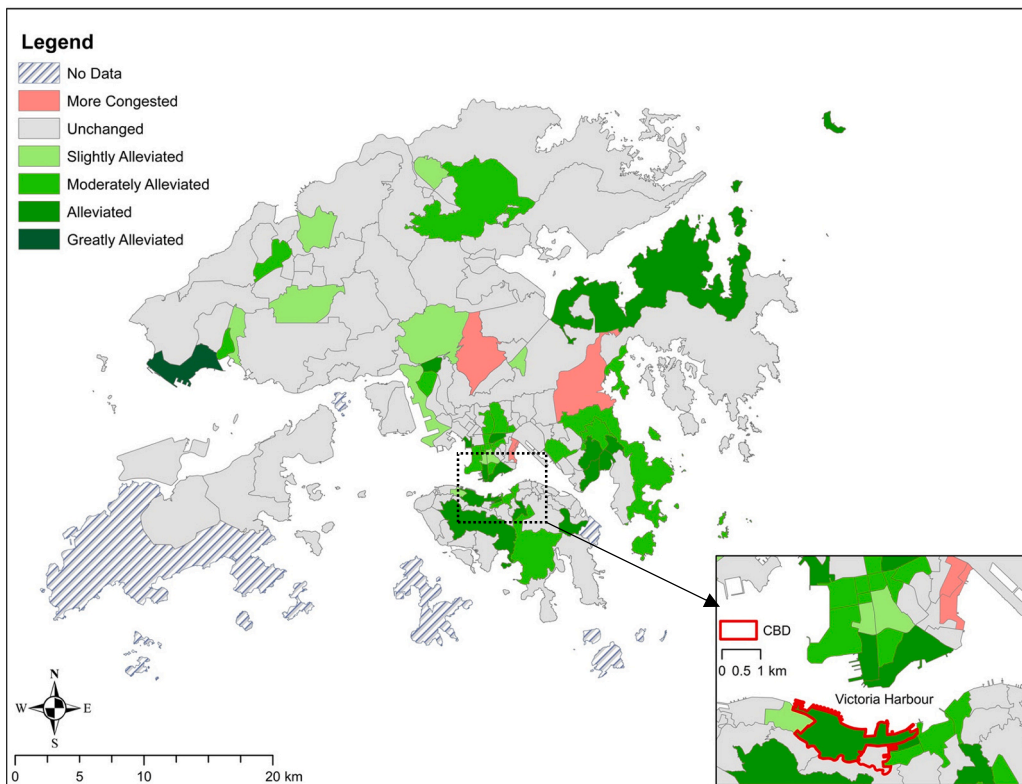 Legend
No Data
More Congested
Unchanged
Slightly Alleviated
Moderately Alleviated
Alleviated
Greatly Alleviated
N
W E
S
0 5 10 20 km
CBD
0 0.5 1 km
Victoria Harbour